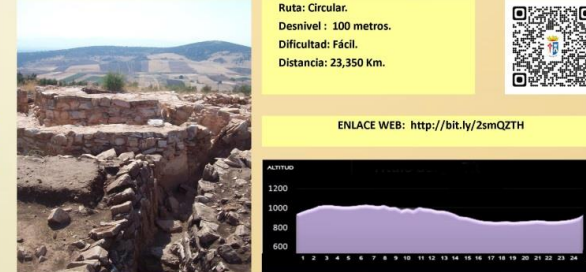 Ruta: Circular.
Desnivel : 100 metros.
Dificultad: Fácil.
Distancia: 23,350 Km.
ENLACE WEB: http://bit.ly/2smQZTH
ALTITUD
1200
1000
800
600
1 2 3 4 5 6 7 8 9 10 11 12 13 14 15 16 17 18 19 20 21 22 23 24